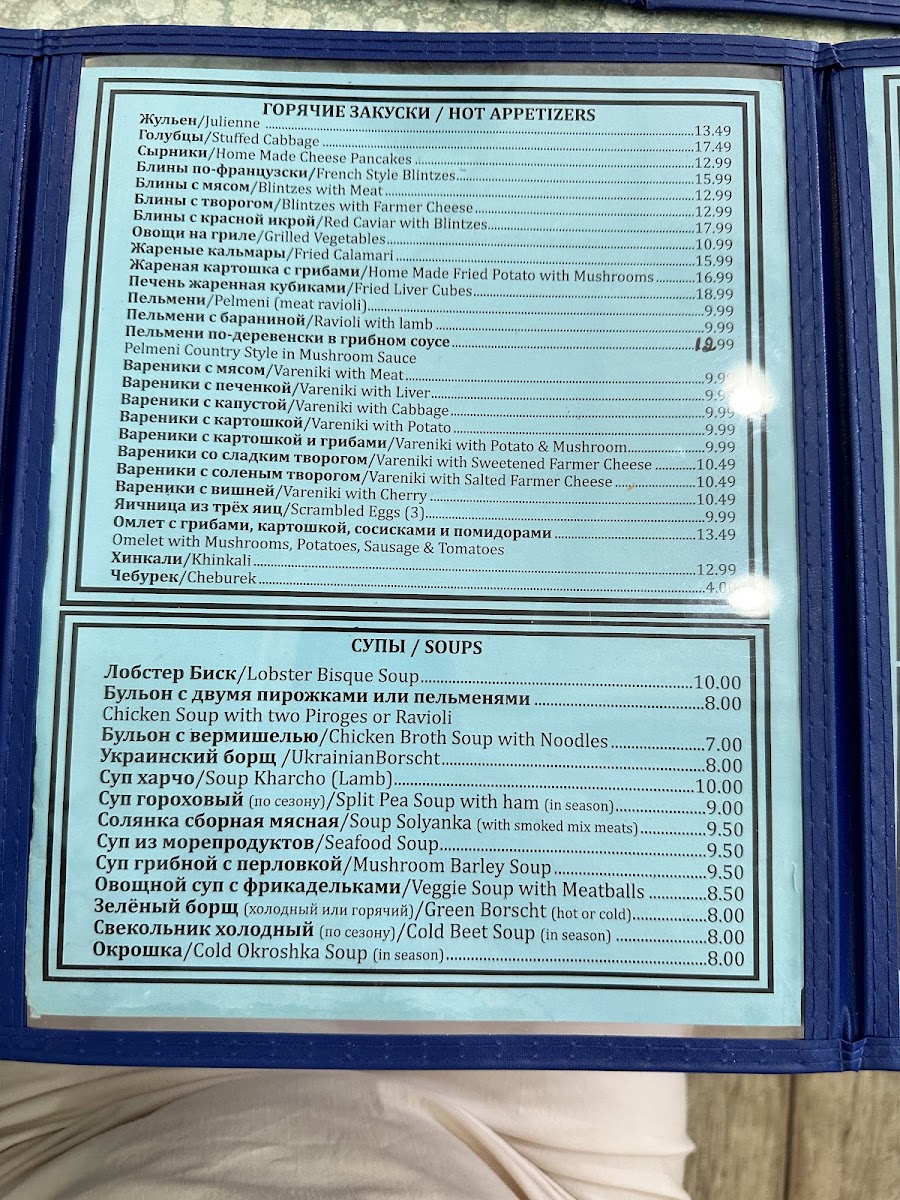 ГОРЯЧИЕ ЗАКУСКИ / HOT APPETIZERS
Жульен/Julienne ........ 13.49
Голубцы/Stuffed Cabbage ........ 17.49
Сырники/Home Made Cheese Pancakes ........ 12.99
Блины по-французски/French Style Blintzes ........ 15.99
Блины с мясом/Blintzes with Meat ........ 12.99
Блины с творогом/Blintzes with Farmer Cheese ........ 12.99
Блины с красной икрой/Red Caviar with Blintzes ........ 17.99
Овощи на гриле/Grilled Vegetables ........ 10.99
Жареные кальмары/Fried Calamari ........ 15.99
Жареная картошка с грибами/Home Made Fried Potato with Mushrooms ........ 16.99
Печень жаренная кубиками/Fried Liver Cubes ........ 18.99
Пельмени/Pelmeni (meat ravioli) ........ 9.99
Пельмени с бараниной/Ravioli with lamb ........ 9.99
Пельмени по-деревенски в грибном соусе ........ 12.99
Pelmeni Country Style in Mushroom Sauce
Вареники с мясом/Vareniki with Meat ........ 9.99
Вареники с печенкой/Vareniki with Liver ........ 9.99
Вареники с капустой/Vareniki with Cabbage ........ 9.99
Вареники с картошкой/Vareniki with Potato ........ 9.99
Вареники с картошкой и грибами/Vareniki with Potato & Mushroom ........ 9.99
Вареники со сладким творогом/Vareniki with Sweetened Farmer Cheese ........ 10.49
Вареники с соленым творогом/Vareniki with Salted Farmer Cheese ........ 10.49
Вареники с вишней/Vareniki with Cherry ........ 10.49
Яичница из трёх яиц/Scrambled Eggs (3) ........ 9.99
Омлет с грибами, картошкой, сосисками и помидорами ........ 13.49
Omelet with Mushrooms, Potatoes, Sausage & Tomatoes
Хинкали/Khinkali ........ 12.99
Чебурек/Cheburek ........ 4.00
СУПЫ / SOUPS
Лобстер Биск/Lobster Bisque Soup ........ 10.00
Бульон с двумя пирожками или пельменями ........ 8.00
Chicken Soup with two Piroges or Ravioli
Бульон с вермишелью/Chicken Broth Soup with Noodles ........ 7.00
Украинский борщ /UkrainianBorscht ........ 8.00
Суп харчо/Soup Kharcho (Lamb) ........ 10.00
Суп гороховый (по сезону)/Split Pea Soup with ham (in season) ........ 9.00
Солянка сборная мясная/Soup Solyanka (with smoked mix meats) ........ 9.50
Суп из морепродуктов/Seafood Soup ........ 9.50
Суп грибной с перловкой/Mushroom Barley Soup ........ 9.50
Овощной суп с фрикадельками/Veggie Soup with Meatballs ........ 8.50
Зелёный борщ (холодный или горячий)/Green Borscht (hot or cold) ........ 8.00
Свекольник холодный (по сезону)/Cold Beet Soup (in season) ........ 8.00
Окрошка/Cold Okroshka Soup (in season) ........ 8.00